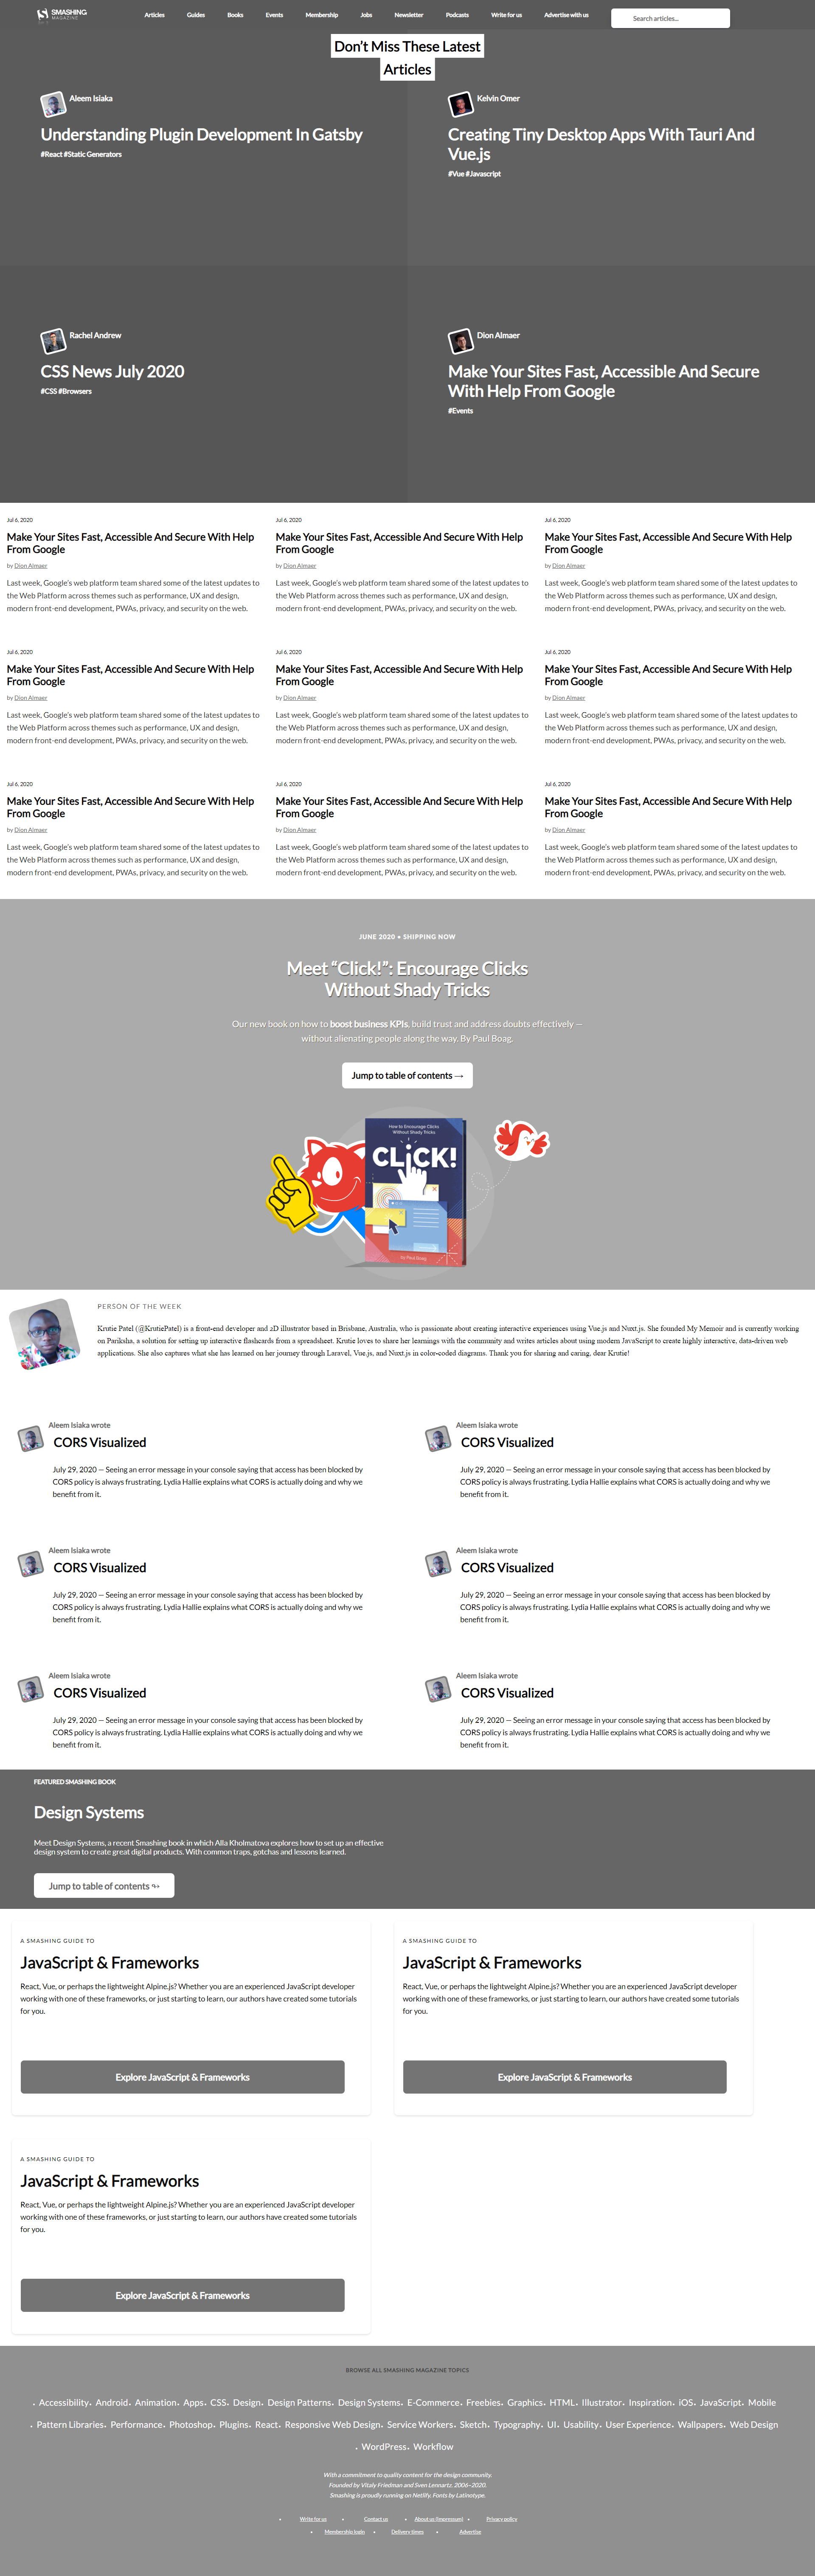 SMASHING
MAGAZINE
Articles Guides Books Events Membership Jobs Newsletter Podcasts Write for us Advertise with us Search articles...
Don't Miss These Latest
Articles
Aleem Isiaka
Understanding Plugin Development In Gatsby
#React #Static Generators
Kelvin Omer
Creating Tiny Desktop Apps With Tauri And
Vue.js
#Vue #Javascript
Rachel Andrew
CSS News July 2020
#CSS #Browsers
Dion Almaer
Make Your Sites Fast, Accessible And Secure
With Help From Google
#Events
Jul 6, 2020
Make Your Sites Fast, Accessible And Secure With Help
From Google
by Dion Almaer
Last week, Google's web platform team shared some of the latest updates to
the Web Platform across themes such as performance, UX and design,
modern front-end development, PWAs, privacy, and security on the web.
Jul 6, 2020
Make Your Sites Fast, Accessible And Secure With Help
From Google
by Dion Almaer
Last week, Google's web platform team shared some of the latest updates to
the Web Platform across themes such as performance, UX and design,
modern front-end development, PWAs, privacy, and security on the web.
Jul 6, 2020
Make Your Sites Fast, Accessible And Secure With Help
From Google
by Dion Almaer
Last week, Google's web platform team shared some of the latest updates to
the Web Platform across themes such as performance, UX and design,
modern front-end development, PWAs, privacy, and security on the web.
Jul 6, 2020
Make Your Sites Fast, Accessible And Secure With Help
From Google
by Dion Almaer
Last week, Google's web platform team shared some of the latest updates to
the Web Platform across themes such as performance, UX and design,
modern front-end development, PWAs, privacy, and security on the web.
Jul 6, 2020
Make Your Sites Fast, Accessible And Secure With Help
From Google
by Dion Almaer
Last week, Google's web platform team shared some of the latest updates to
the Web Platform across themes such as performance, UX and design,
modern front-end development, PWAs, privacy, and security on the web.
Jul 6, 2020
Make Your Sites Fast, Accessible And Secure With Help
From Google
by Dion Almaer
Last week, Google's web platform team shared some of the latest updates to
the Web Platform across themes such as performance, UX and design,
modern front-end development, PWAs, privacy, and security on the web.
Jul 6, 2020
Make Your Sites Fast, Accessible And Secure With Help
From Google
by Dion Almaer
Last week, Google's web platform team shared some of the latest updates to
the Web Platform across themes such as performance, UX and design,
modern front-end development, PWAs, privacy, and security on the web.
Jul 6, 2020
Make Your Sites Fast, Accessible And Secure With Help
From Google
by Dion Almaer
Last week, Google's web platform team shared some of the latest updates to
the Web Platform across themes such as performance, UX and design,
modern front-end development, PWAs, privacy, and security on the web.
Jul 6, 2020
Make Your Sites Fast, Accessible And Secure With Help
From Google
by Dion Almaer
Last week, Google's web platform team shared some of the latest updates to
the Web Platform across themes such as performance, UX and design,
modern front-end development, PWAs, privacy, and security on the web.
JUNE 2020 • SHIPPING NOW
Meet “Click!”: Encourage Clicks
Without Shady Tricks
Our new book on how to boost business KPIs, build trust and address doubts effectively —
without alienating people along the way. By Paul Boag.
Jump to table of contents →
How to Encourage Clicks
Without Shady Tricks
CLiCK!
by Paul Boag
PERSON OF THE WEEK
Krutie Patel (@KrutiePatel) is a front-end developer and 2D illustrator based in Brisbane, Australia, who is passionate about creating interactive experiences using Vue.js and Nuxt.js. She founded My Memoir and is currently working
on Pariksha, a solution for setting up interactive flashcards from a spreadsheet. Krutie loves to share her learnings with the community and writes articles about using modern JavaScript to create highly interactive, data-driven web
applications. She also captures what she has learned on her journey through Laravel, Vue.js, and Nuxt.js in color-coded diagrams. Thank you for sharing and caring, dear Krutie!
Aleem Isiaka wrote
CORS Visualized
July 29, 2020 — Seeing an error message in your console saying that access has been blocked by
CORS policy is always frustrating. Lydia Hallie explains what CORS is actually doing and why we
benefit from it.
Aleem Isiaka wrote
CORS Visualized
July 29, 2020 — Seeing an error message in your console saying that access has been blocked by
CORS policy is always frustrating. Lydia Hallie explains what CORS is actually doing and why we
benefit from it.
Aleem Isiaka wrote
CORS Visualized
July 29, 2020 — Seeing an error message in your console saying that access has been blocked by
CORS policy is always frustrating. Lydia Hallie explains what CORS is actually doing and why we
benefit from it.
Aleem Isiaka wrote
CORS Visualized
July 29, 2020 — Seeing an error message in your console saying that access has been blocked by
CORS policy is always frustrating. Lydia Hallie explains what CORS is actually doing and why we
benefit from it.
Aleem Isiaka wrote
CORS Visualized
July 29, 2020 — Seeing an error message in your console saying that access has been blocked by
CORS policy is always frustrating. Lydia Hallie explains what CORS is actually doing and why we
benefit from it.
Aleem Isiaka wrote
CORS Visualized
July 29, 2020 — Seeing an error message in your console saying that access has been blocked by
CORS policy is always frustrating. Lydia Hallie explains what CORS is actually doing and why we
benefit from it.
FEATURED SMASHING BOOK
Design Systems
Meet Design Systems, a recent Smashing book in which Alla Kholmatova explores how to set up an effective
design system to create great digital products. With common traps, gotchas and lessons learned.
Jump to table of contents ↬
A SMASHING GUIDE TO
JavaScript & Frameworks
React, Vue, or perhaps the lightweight Alpine.js? Whether you are an experienced JavaScript developer
working with one of these frameworks, or just starting to learn, our authors have created some tutorials
for you.
Explore JavaScript & Frameworks
A SMASHING GUIDE TO
JavaScript & Frameworks
React, Vue, or perhaps the lightweight Alpine.js? Whether you are an experienced JavaScript developer
working with one of these frameworks, or just starting to learn, our authors have created some tutorials
for you.
Explore JavaScript & Frameworks
A SMASHING GUIDE TO
JavaScript & Frameworks
React, Vue, or perhaps the lightweight Alpine.js? Whether you are an experienced JavaScript developer
working with one of these frameworks, or just starting to learn, our authors have created some tutorials
for you.
Explore JavaScript & Frameworks
BROWSE ALL SMASHING MAGAZINE TOPICS
• Accessibility • Android • Animation • Apps • CSS • Design • Design Patterns • Design Systems • E-Commerce • Freebies • Graphics • HTML • Illustrator • Inspiration • iOS • JavaScript • Mobile
• Pattern Libraries • Performance • Photoshop • Plugins • React • Responsive Web Design • Service Workers • Sketch • Typography • UI • Usability • User Experience • Wallpapers • Web Design
• WordPress • Workflow
With a commitment to quality content for the design community.
Founded by Vitaly Friedman and Sven Lennartz. 2006–2020.
Smashing is proudly running on Netlify. Fonts by Latinotype.
• Write for us • Contact us • About us (Impressum) • Privacy policy
• Membership login • Delivery times • Advertise